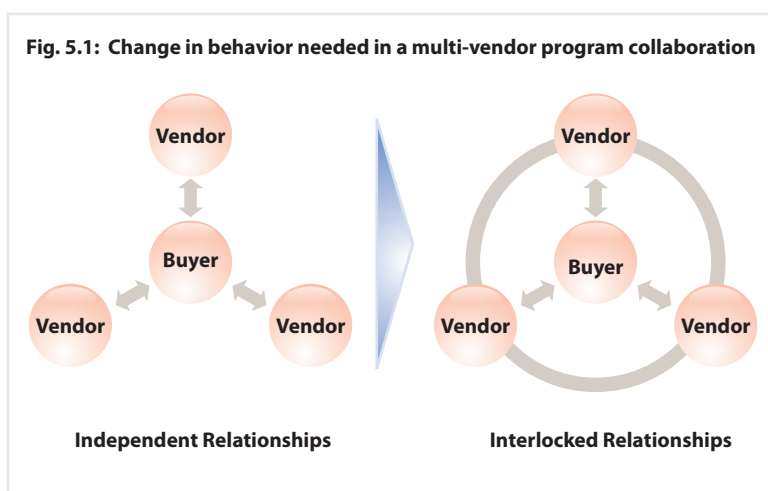 Fig. 5.1: Change in behavior needed in a multi-vendor program collaboration
Vendor
Buyer
Vendor
Vendor
Independent Relationships
Vendor
Buyer
Vendor
Vendor
Interlocked Relationships